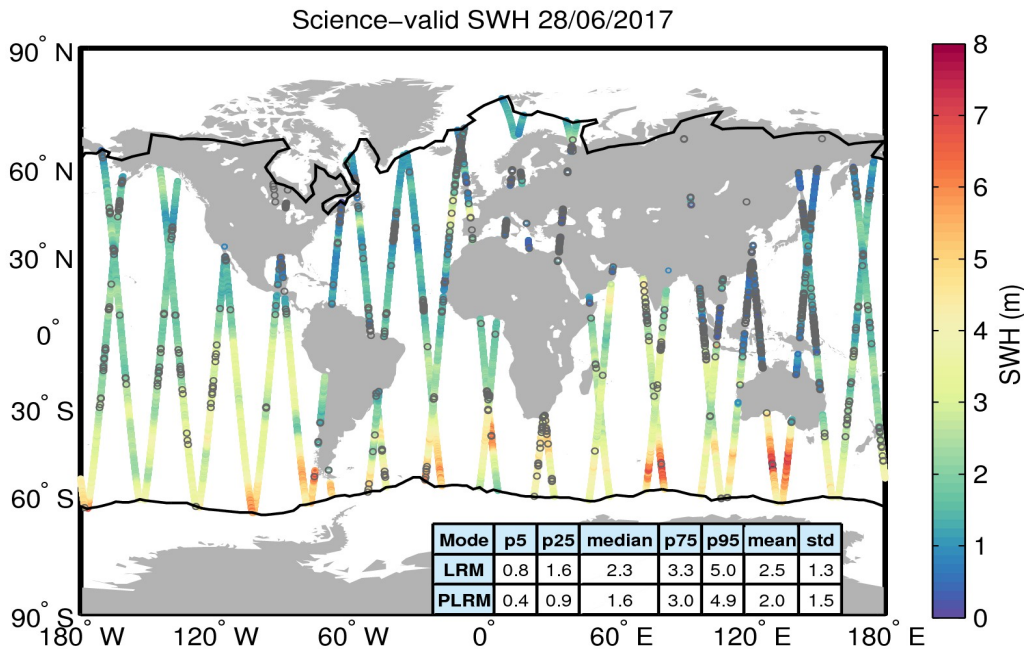 Science−valid SWH 28/06/2017
90° N
60° N
30° N
0°
30° S
60° S
90° S
180° W
120° W
60° W
0°
60° E
120° E
180° E
8
7
6
5
4
3
2
1
0
SWH (m)
Mode p5 p25 median p75 p95 mean std
LRM 0.8 1.6 2.3 3.3 5.0 2.5 1.3
PLRM 0.4 0.9 1.6 3.0 4.9 2.0 1.5